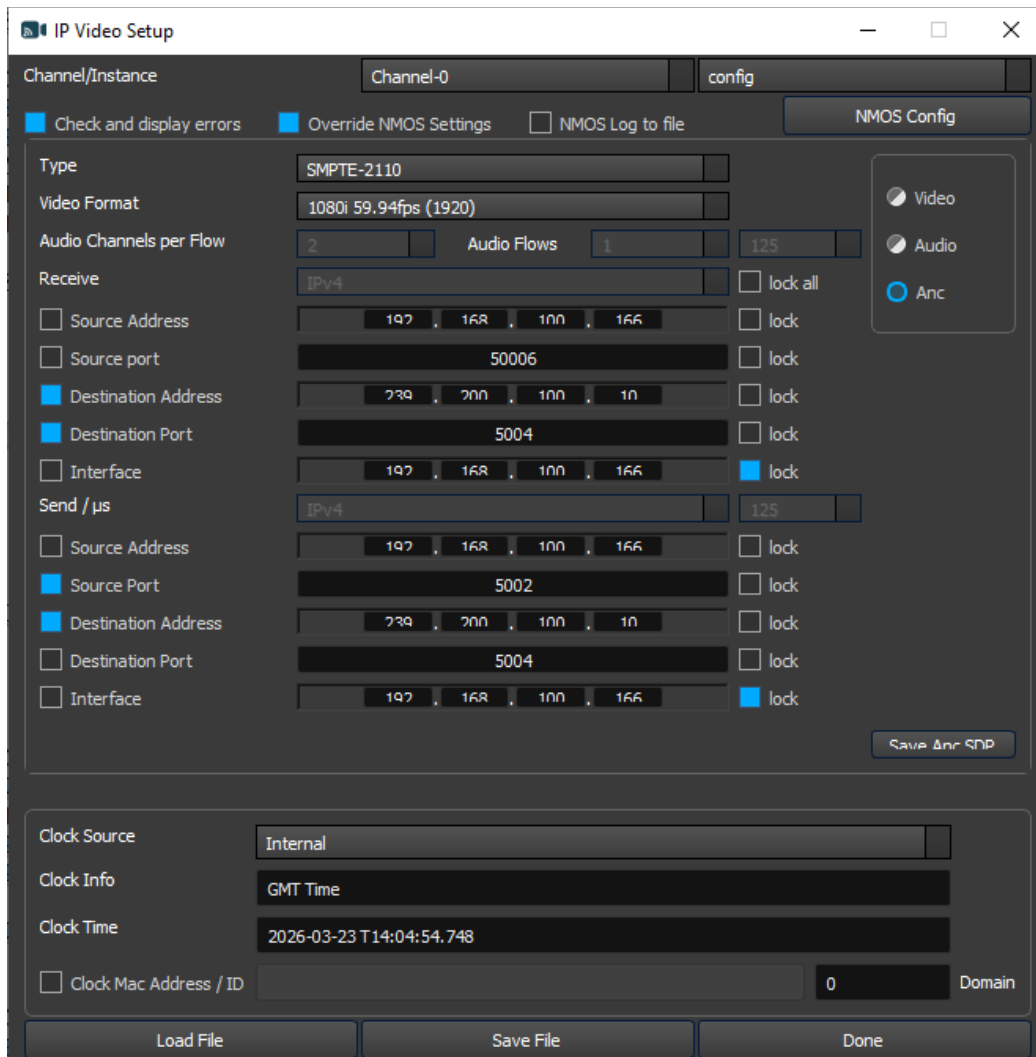 IP Video Setup
Channel/Instance Channel-0 config
Check and display errors Override NMOS Settings NMOS Log to file NMOS Config
Type SMPTE-2110
Video Format 1080i 59.94fps (1920)
Video
Audio Channels per Flow 2 Audio Flows 1 125
Audio
Receive IPv4 lock all
Anc
Source Address 192 . 168 . 100 . 166 lock
Source port 50006 lock
Destination Address 239 . 200 . 100 . 10 lock
Destination Port 5004 lock
Interface 192 . 168 . 100 . 166 lock
Send / µs IPv4 125
Source Address 192 . 168 . 100 . 166 lock
Source Port 5002 lock
Destination Address 239 . 200 . 100 . 10 lock
Destination Port 5004 lock
Interface 192 . 168 . 100 . 166 lock
Save Anc SDP
Clock Source Internal
Clock Info GMT Time
Clock Time 2026-03-23 T14:04:54.748
Clock Mac Address / ID 0 Domain
Load File Save File Done